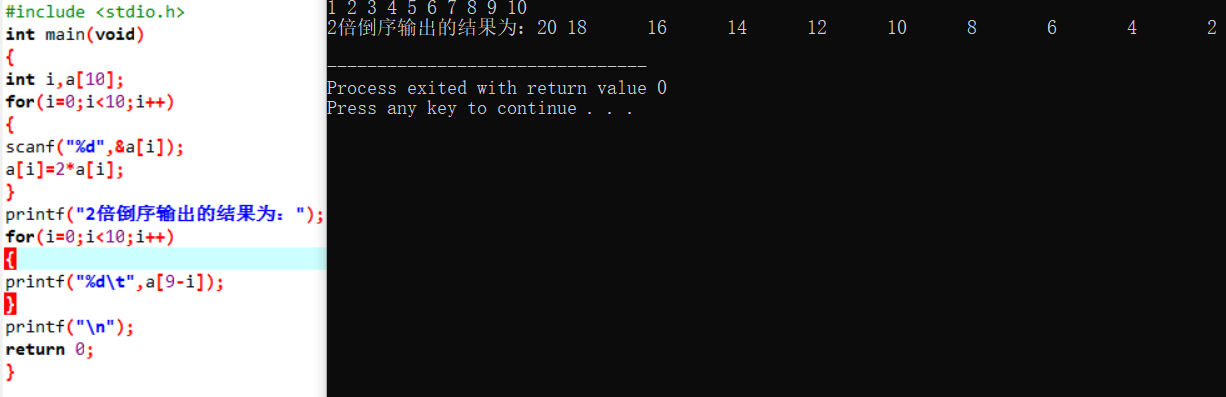 #include <stdio.h>
int main(void)
{
int i,a[10];
for(i=0;i<10;i++)
{
scanf("%d",&a[i]);
a[i]=2*a[i];
}
printf("2倍倒序输出的结果为：");
for(i=0;i<10;i++)
{
printf("%d\t",a[9-i]);
}
printf("\n");
return 0;
}
1 2 3 4 5 6 7 8 9 10
2倍倒序输出的结果为：20 18 16 14 12 10 8 6 4 2
--------------------------------
Process exited with return value 0
Press any key to continue . . .